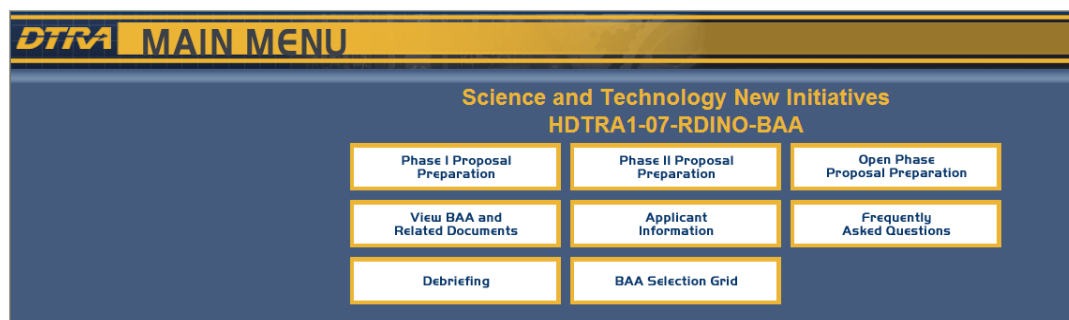 DTRA MAIN MENU
Science and Technology New Initiatives
HDTRA1-07-RDINO-BAA
Phase I Proposal
Preparation
Phase II Proposal
Preparation
Open Phase
Proposal Preparation
View BAA and
Related Documents
Applicant
Information
Frequently
Asked Questions
Debriefing
BAA Selection Grid